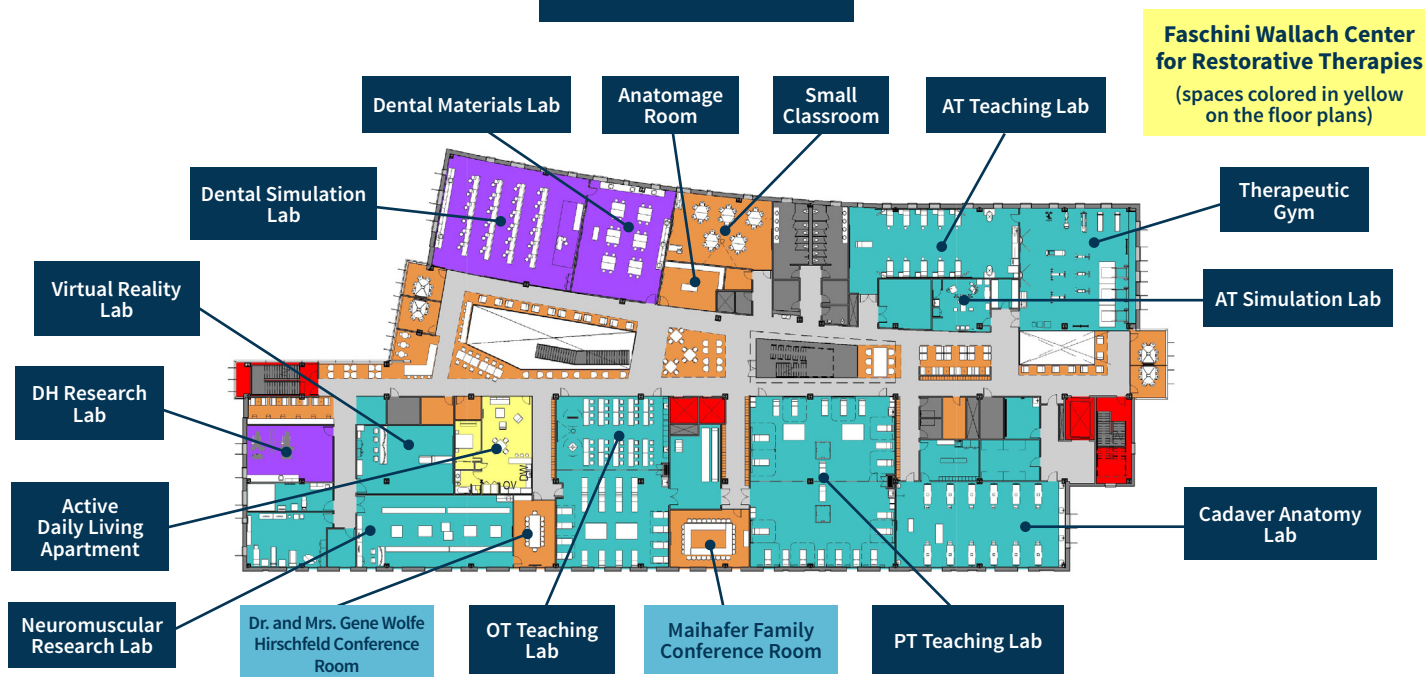 Faschini Wallach Center
for Restorative Therapies
(spaces colored in yellow
on the floor plans)
Dental Materials Lab
Anatomage
Room
Small
Classroom
AT Teaching Lab
Dental Simulation
Lab
Therapeutic
Gym
Virtual Reality
Lab
AT Simulation Lab
DH Research
Lab
Active
Daily Living
Apartment
DW
OV
Cadaver Anatomy
Lab
Neuromuscular
Research Lab
Dr. and Mrs. Gene Wolfe
Hirschfeld Conference
Room
OT Teaching
Lab
Maihafer Family
Conference Room
PT Teaching Lab